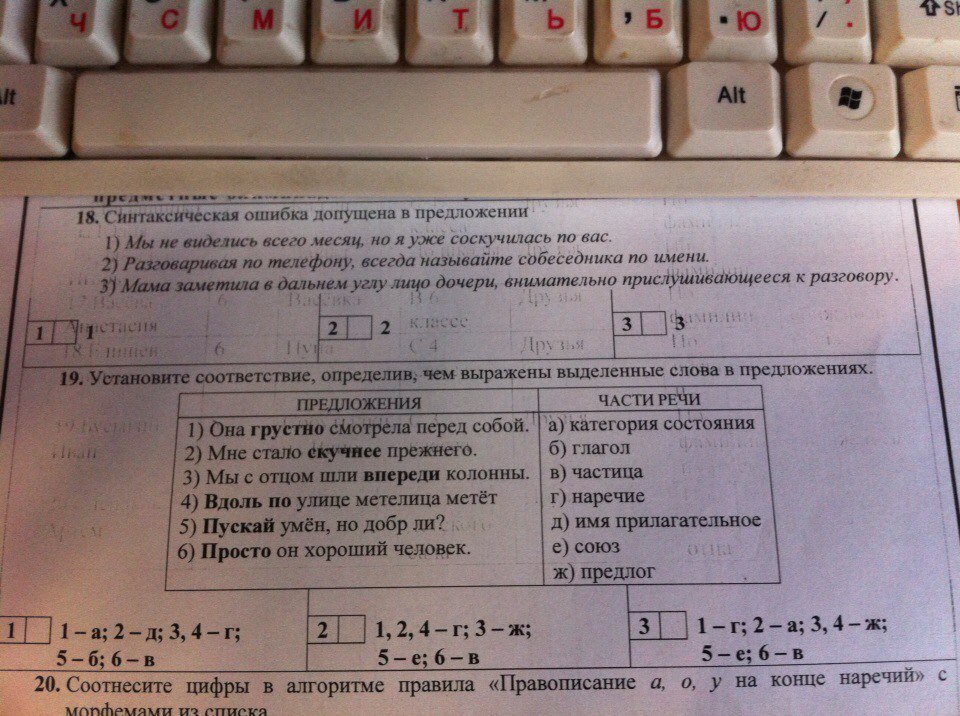 Ч С М И Т Ь , Б . Ю / , .
Alt Alt
18. Синтаксическая ошибка допущена в предложении
1) Мы не виделись всего месяц, но я уже соскучилась по вас.
2) Разговаривая по телефону, всегда называйте собеседника по имени.
3) Мама заметила в дальнем углу лицо дочери, внимательно прислушивающееся к разговору.
1 1 2 2 3 3
19. Установите соответствие, определив, чем выражены выделенные слова в предложениях.
ПРЕДЛОЖЕНИЯ
1) Она грустно смотрела перед собой.
2) Мне стало скучнее прежнего.
3) Мы с отцом шли впереди колонны.
4) Вдоль по улице метелица метёт
5) Пускай умён, но добр ли?
6) Просто он хороший человек.
ЧАСТИ РЕЧИ
а) категория состояния
б) глагол
в) частица
г) наречие
д) имя прилагательное
е) союз
ж) предлог
1 1 – а; 2 – д; 3, 4 – г;
5 – б; 6 – в
2 1, 2, 4 – г; 3 – ж;
5 – е; 6 – в
3 1 – г; 2 – а; 3, 4 – ж;
5 – е; 6 – в
20. Соотнесите цифры в алгоритме правила «Правописание а, о, у на конце наречий» с
морфемами из списка